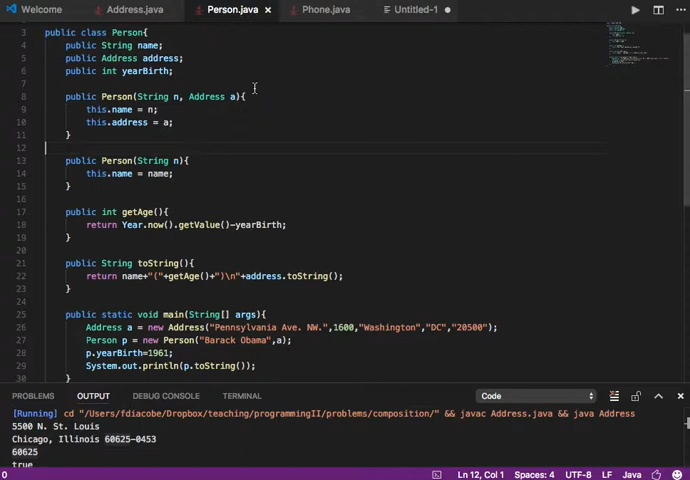 Welcome Address.java Person.java × Phone.java Untitled-1
3 public class Person{
4 public String name;
5 public Address address;
6 public int yearBirth;
7
8 public Person(String n, Address a){
9 this.name = n;
10 this.address = a;
11 }
12
13 public Person(String n){
14 this.name = name;
15 }
16
17 public int getAge(){
18 return Year.now().getValue()-yearBirth;
19 }
20
21 public String toString(){
22 return name+"("+getAge()+")\n"+address.toString();
23 }
24
25 public static void main(String[] args){
26 Address a = new Address("Pennsylvania Ave. NW.",1600,"Washington","DC","20500");
27 Person p = new Person("Barack Obama",a);
28 p.yearBirth=1961;
29 System.out.println(p.toString());
30 }
PROBLEMS OUTPUT DEBUG CONSOLE TERMINAL Code
[Running] cd "/Users/fdiacobe/Dropbox/teaching/programmingII/problems/composition/" && javac Address.java && java Address
5500 N. St. Louis
Chicago, Illinois 60625-0453
60625
true
0 Ln 12, Col 1 Spaces: 4 UTF-8 LF Java